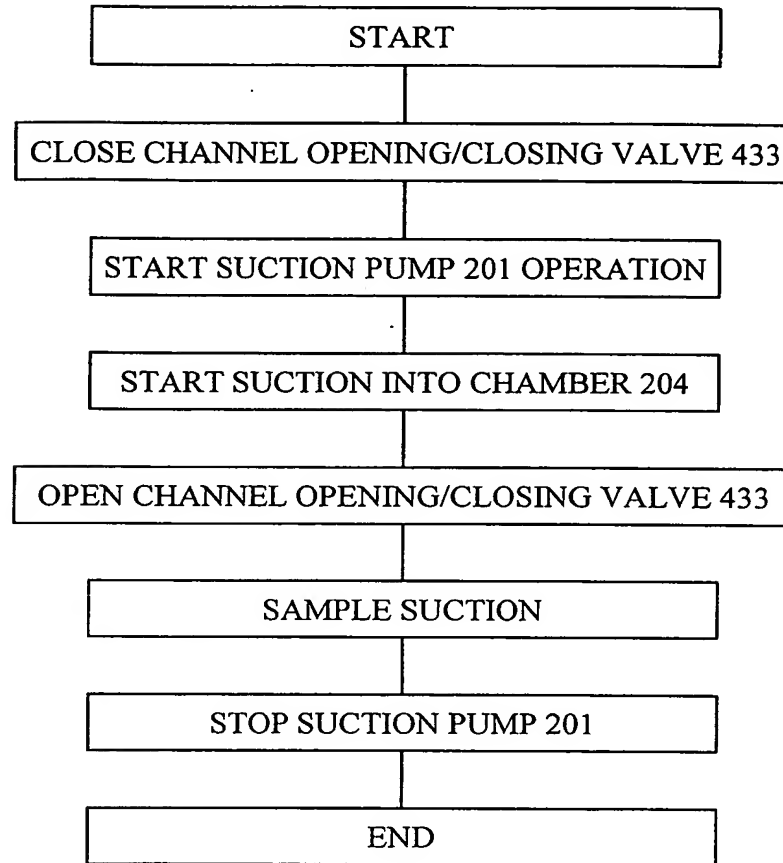 START
CLOSE CHANNEL OPENING/CLOSING VALVE 433
START SUCTION PUMP 201 OPERATION
START SUCTION INTO CHAMBER 204
OPEN CHANNEL OPENING/CLOSING VALVE 433
SAMPLE SUCTION
STOP SUCTION PUMP 201
END